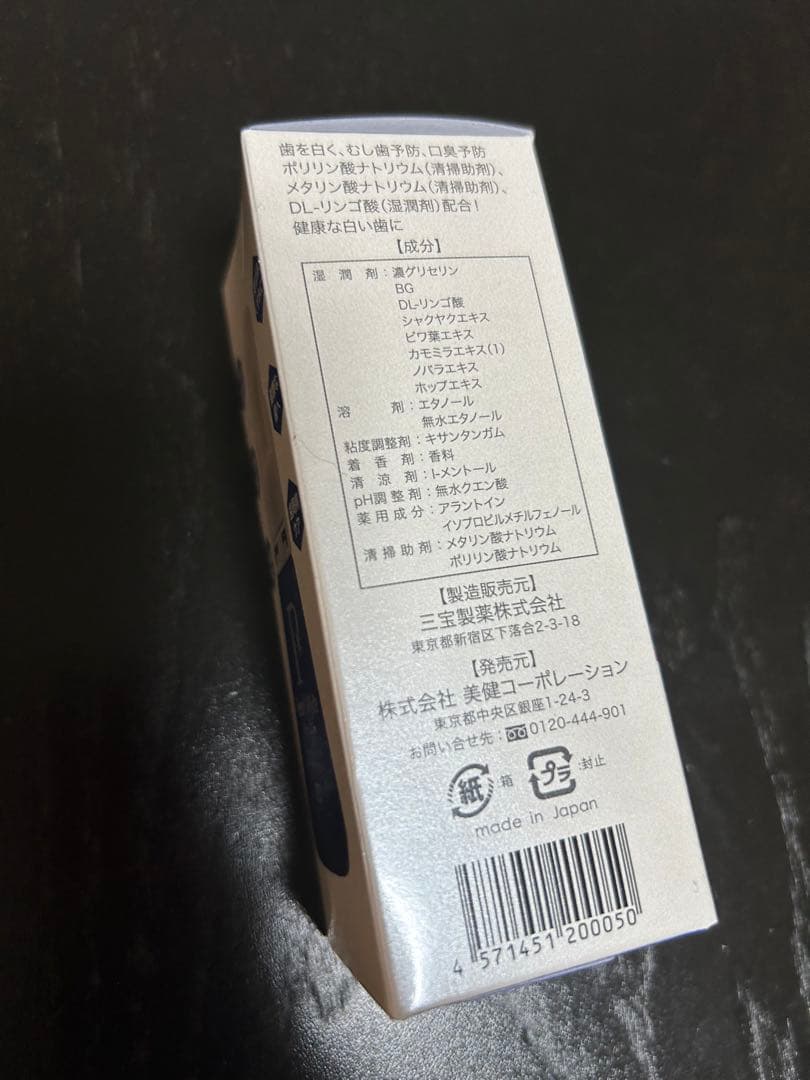 歯を白く、むし歯予防、口臭予防
ポリリン酸ナトリウム(清掃助剤)、
メタリン酸ナトリウム(清掃助剤)、
DL-リンゴ酸(湿潤剤)配合!
健康な白い歯に
【成分】
湿潤剤:濃グリセリン
BG
DL-リンゴ酸
シャクヤクエキス
ビワ葉エキス
カモミラエキス(1)
ノバラエキス
ホップエキス
溶剤:エタノール
無水エタノール
粘度調整剤:キサンタンガム
着香剤:香料
清涼剤:l-メントール
pH調整剤:無水クエン酸
薬用成分:アラントイン
イソプロピルメチルフェノール
清掃助剤:メタリン酸ナトリウム
ポリリン酸ナトリウム
【製造販売元】
三宝製薬株式会社
東京都新宿区下落合2-3-18
【発売元】
株式会社 美健コーポレーション
東京都中央区銀座1-24-3
お問い合せ先:0120-444-901
紙:箱 プラ:封止
made in Japan
4 571451 200050